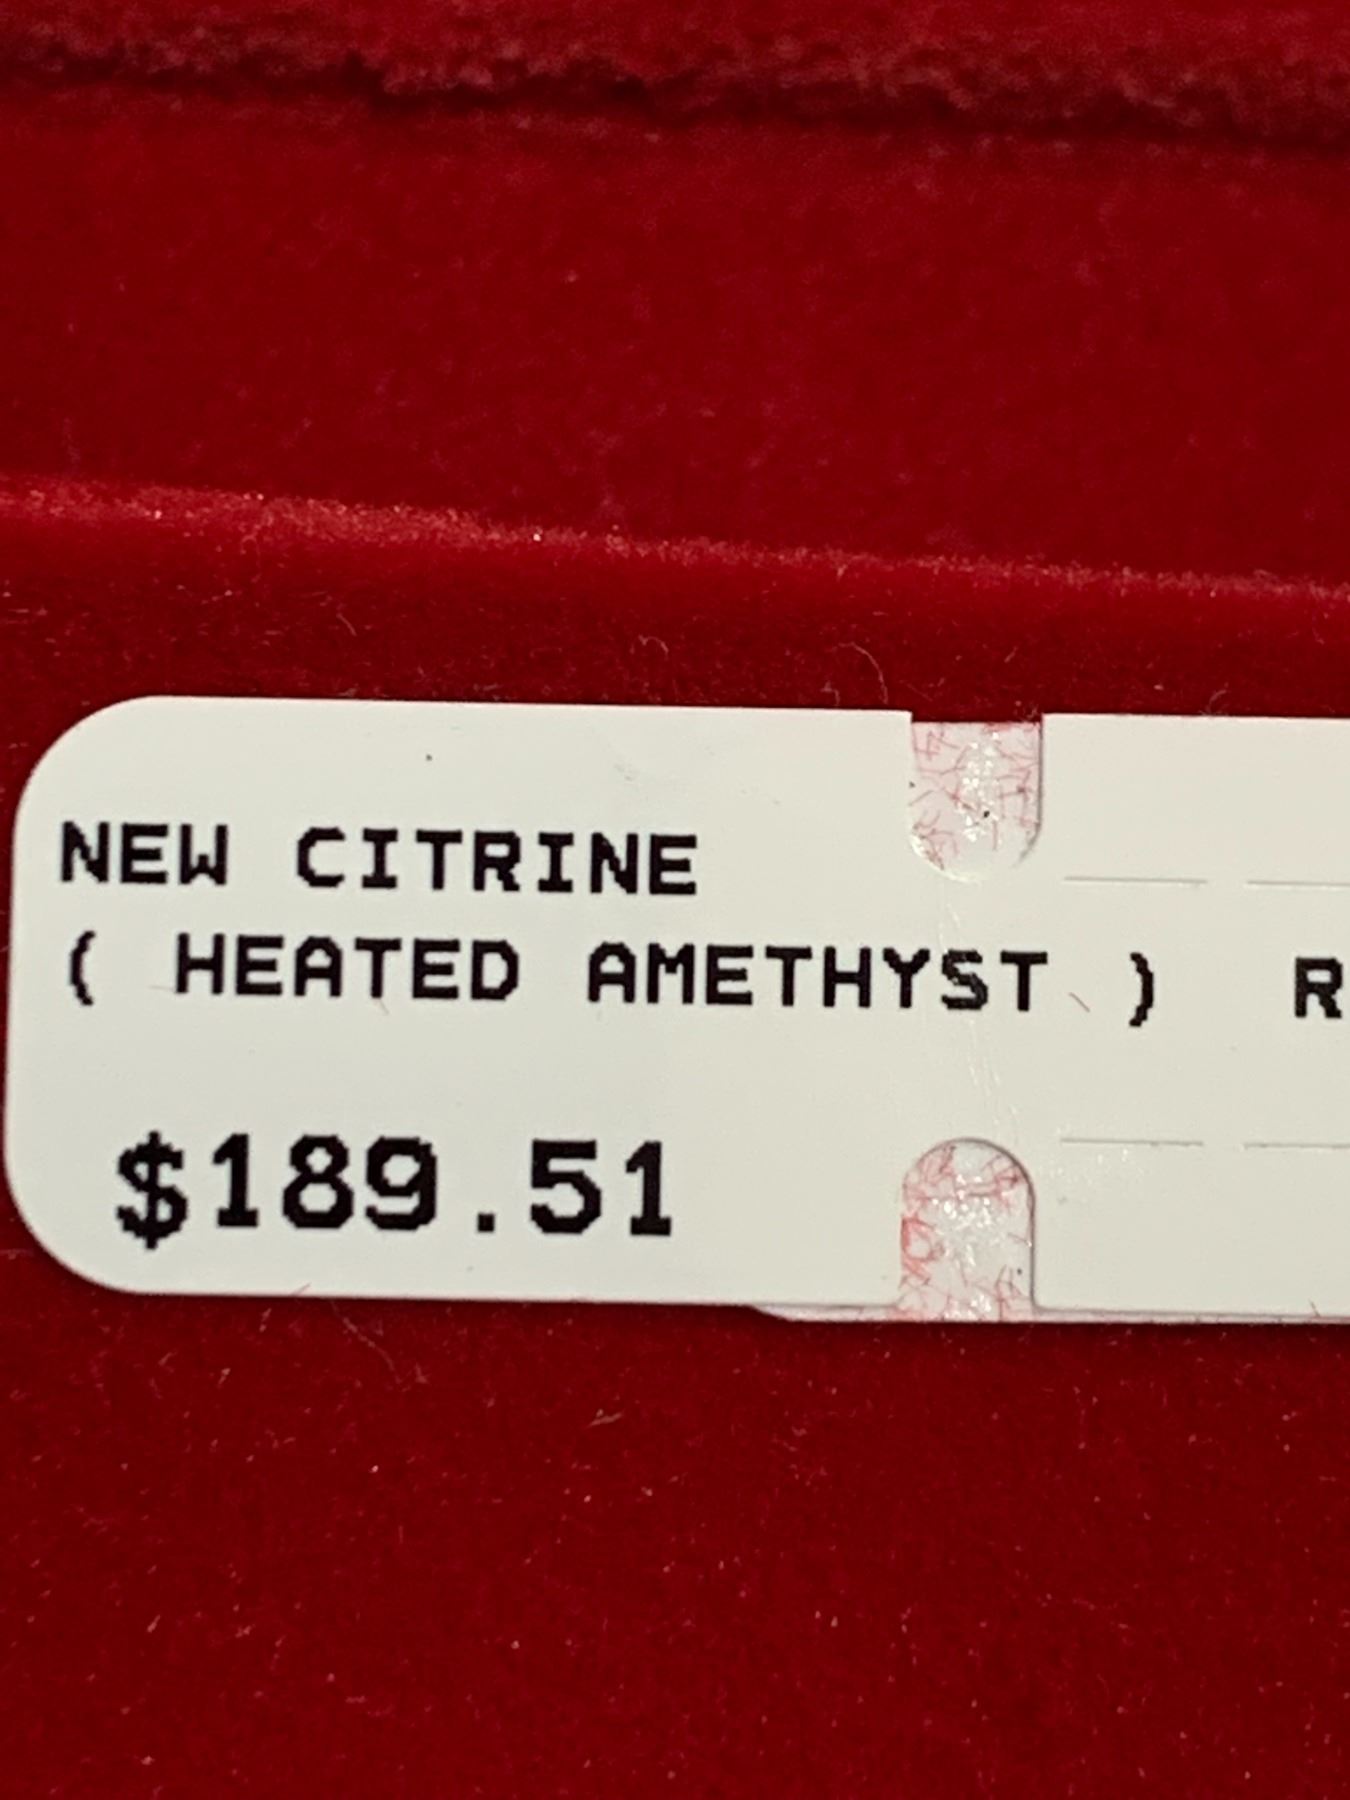 NEW CITRINE
( HEATED AMETHYST ) R
$189.51